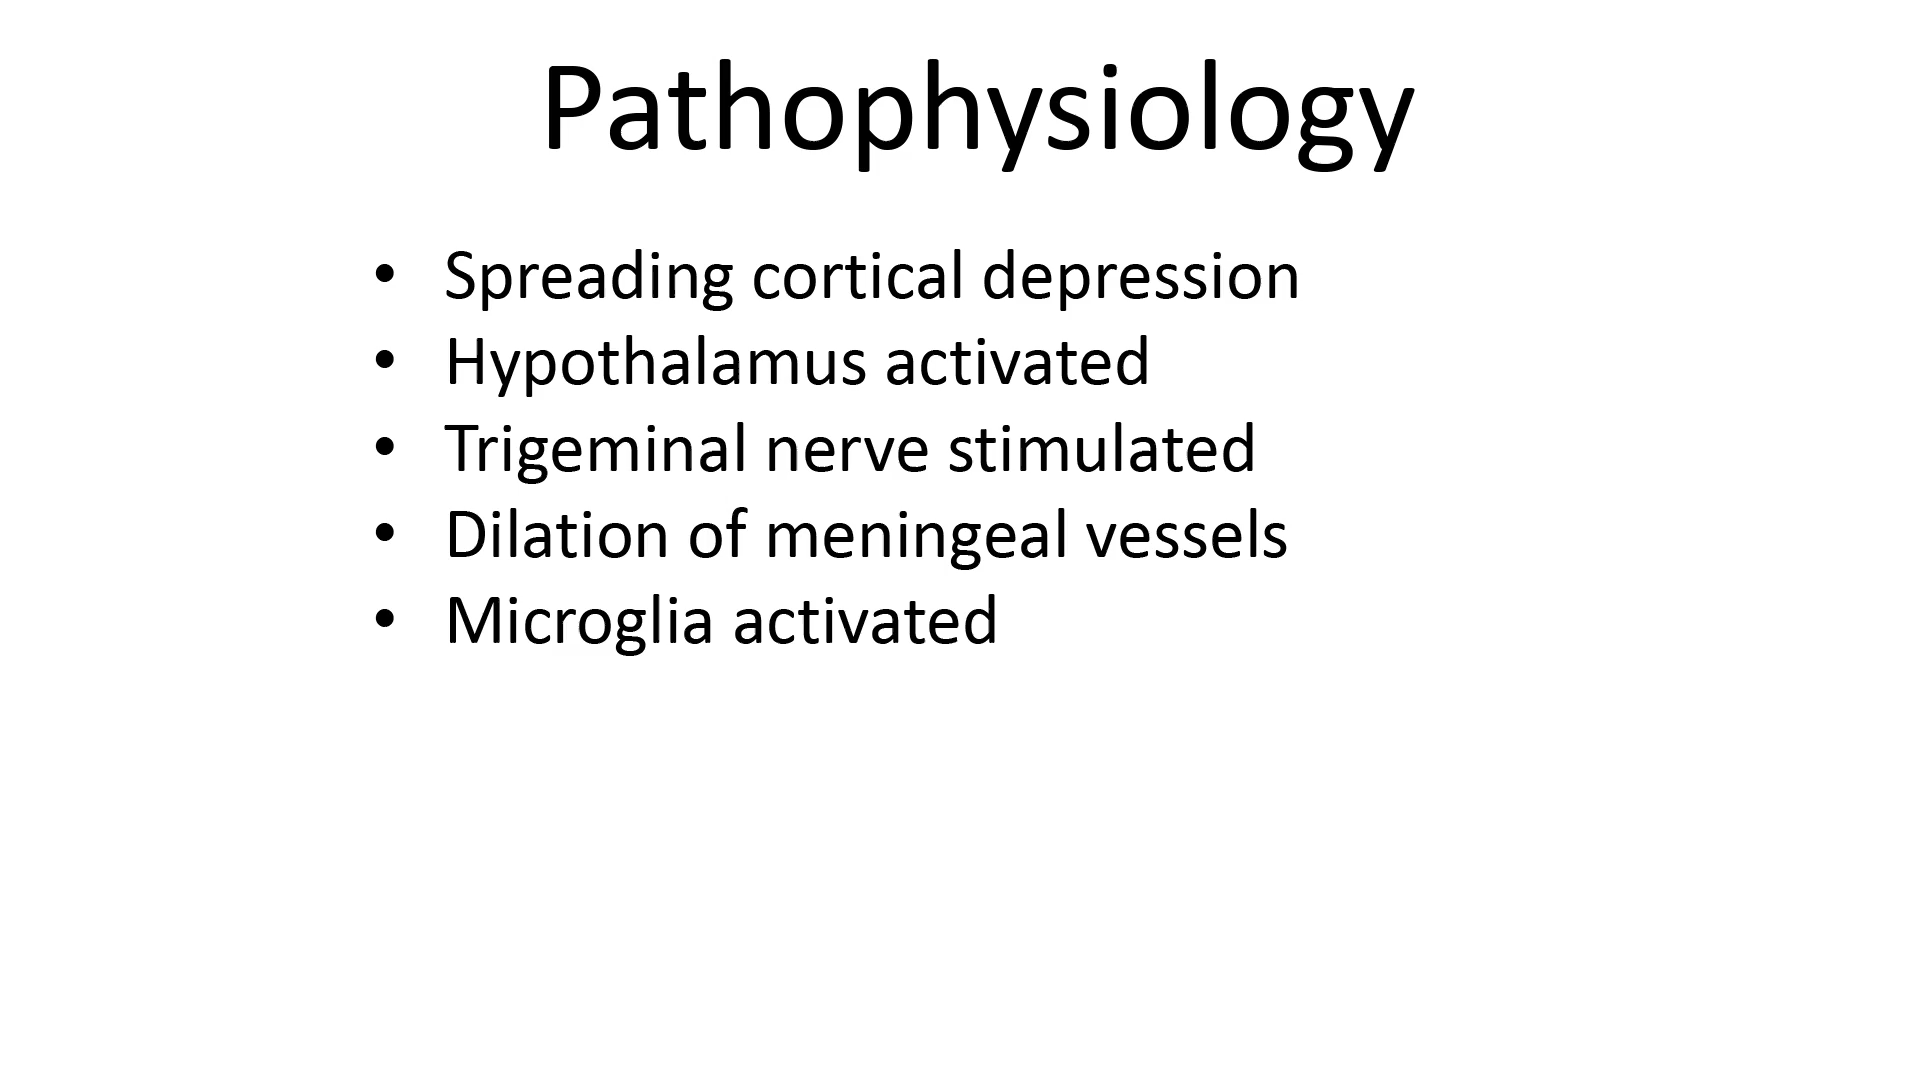 Pathophysiology
• Spreading cortical depression
• Hypothalamus activated
• Trigeminal nerve stimulated
• Dilation of meningeal vessels
• Microglia activated